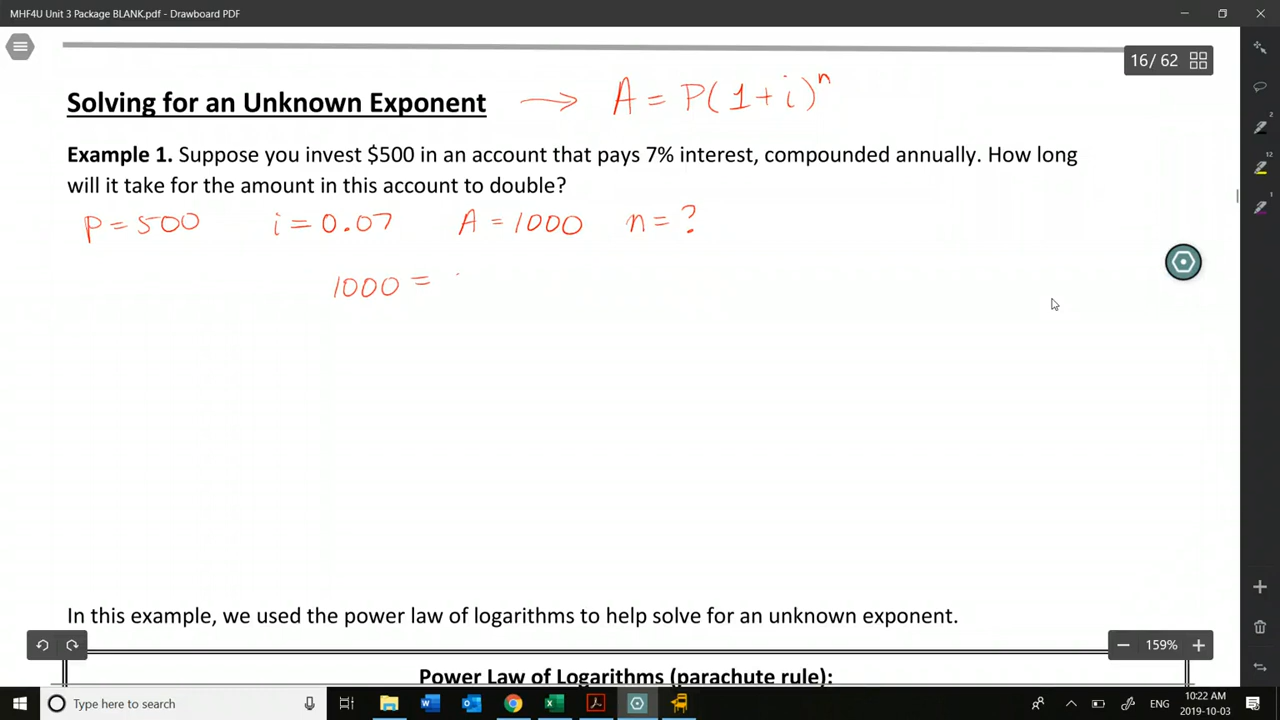 MHF4U Unit 3 Package BLANK.pdf - Drawboard PDF
16 / 62
Solving for an Unknown Exponent → A = P(1+i)^n
Example 1. Suppose you invest $500 in an account that pays 7% interest, compounded annually. How long
will it take for the amount in this account to double?
P = 500 i = 0.07 A = 1000 n = ?
1000 =
In this example, we used the power law of logarithms to help solve for an unknown exponent.
159%
Power Law of Logarithms (parachute rule):
Type here to search
ENG
10:22 AM
2019-10-03
2
12
1